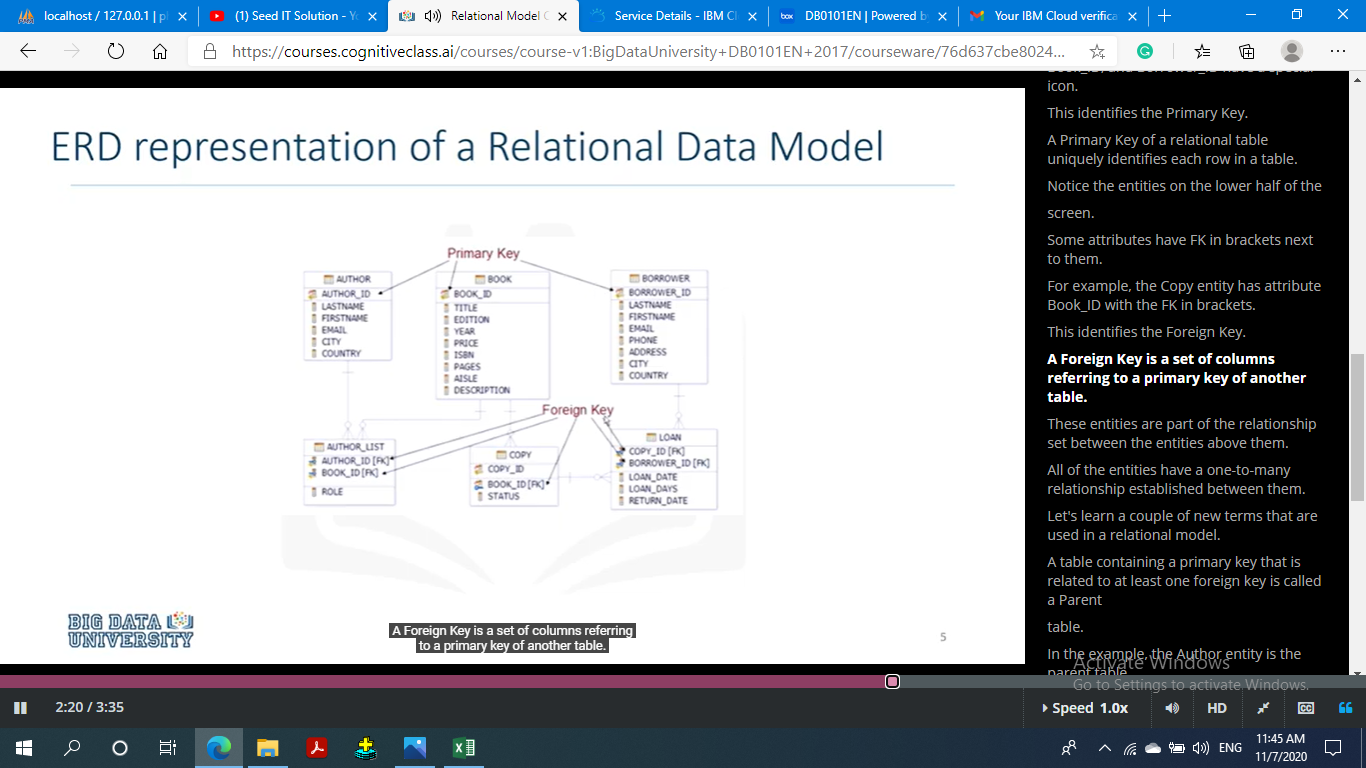 localhost / 127.0.0.1 | p
(1) Seed IT Solution - Y
Relational Model
Service Details - IBM Cl
DB0101EN | Powered b
Your IBM Cloud verifica
https://courses.cognitiveclass.ai/courses/course-v1:BigDataUniversity+DB0101EN+2017/courseware/76d637cbe8024...
ERD representation of a Relational Data Model
Primary Key
AUTHOR
AUTHOR_ID
LASTNAME
FIRSTNAME
EMAIL
CITY
COUNTRY
BOOK
BOOK_ID
TITLE
EDITION
YEAR
PRICE
ISBN
PAGES
AISLE
DESCRIPTION
BORROWER
BORROWER_ID
LASTNAME
FIRSTNAME
EMAIL
PHONE
ADDRESS
CITY
COUNTRY
Foreign Key
AUTHOR_LIST
AUTHOR_ID [FK]
BOOK_ID [FK]
ROLE
COPY
COPY_ID
BOOK_ID [FK]
STATUS
LOAN
COPY_ID [FK]
BORROWER_ID [FK]
LOAN_DATE
LOAN_DAYS
RETURN_DATE
BIG DATA
UNIVERSITY
A Foreign Key is a set of columns referring
to a primary key of another table.
5
icon.
This identifies the Primary Key.
A Primary Key of a relational table
uniquely identifies each row in a table.
Notice the entities on the lower half of the
screen.
Some attributes have FK in brackets next
to them.
For example, the Copy entity has attribute
Book_ID with the FK in brackets.
This identifies the Foreign Key.
A Foreign Key is a set of columns
referring to a primary key of another
table.
These entities are part of the relationship
set between the entities above them.
All of the entities have a one-to-many
relationship established between them.
Let's learn a couple of new terms that are
used in a relational model.
A table containing a primary key that is
related to at least one foreign key is called
a Parent
table.
In the example, the Author entity is the
parent table
Activate Windows
Go to Settings to activate Windows.
2:20 / 3:35
Speed 1.0x
HD
CC
ENG
11:45 AM
11/7/2020